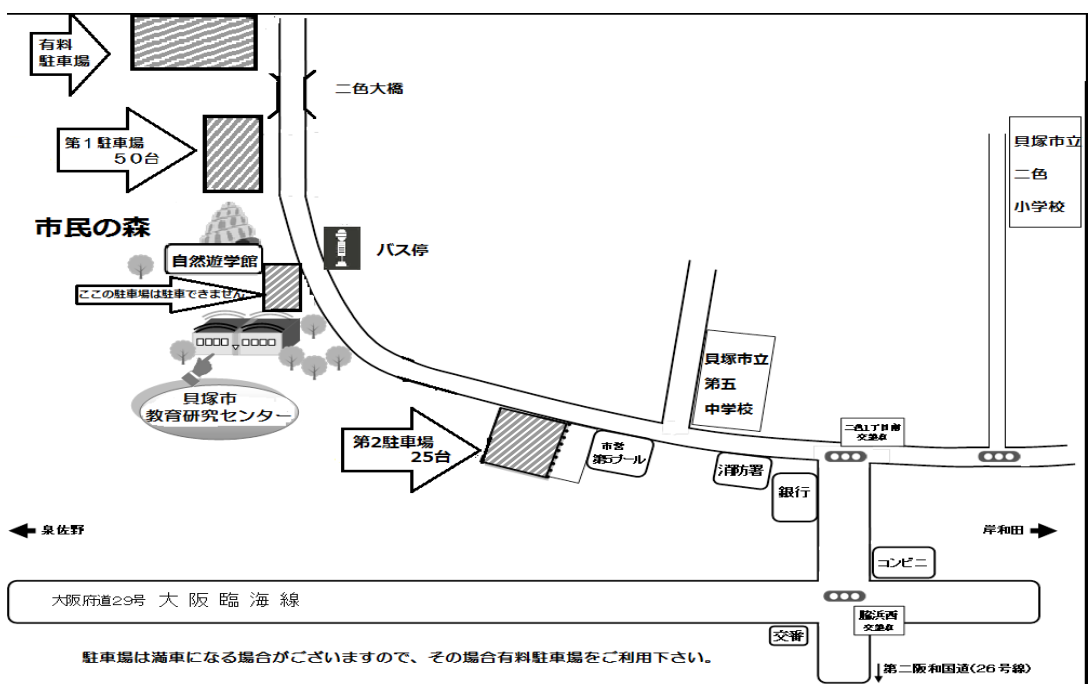 有料
駐車場
二色大橋
第1駐車場
50台
貝塚市立
二色
小学校
市民の森
バス停
自然遊学館
ここの駐車場は駐車できません
貝塚市立
第五
中学校
貝塚市
教育研究センター
第2駐車場
25台
市営
第5プール
二色1丁目南
交差点
消防署
銀行
泉佐野
岸和田
コンビニ
大阪府道29号 大阪臨海線
脇浜西
交差点
交番
駐車場は満車になる場合がございますので、その場合有料駐車場をご利用下さい。
第二阪和国道(26号線)